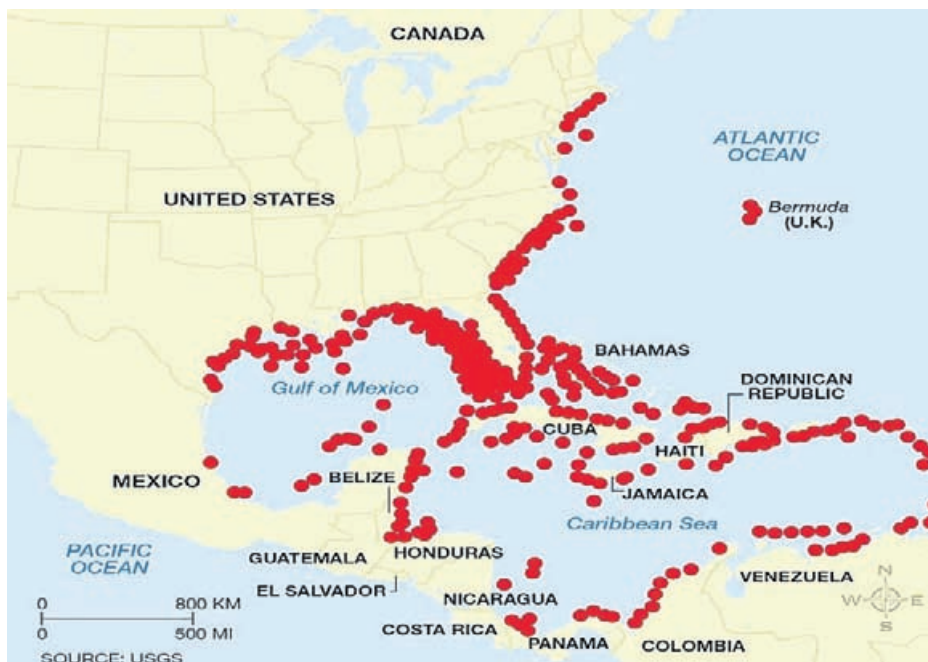 CANADA
ATLANTIC
OCEAN
UNITED STATES
Bermuda
(U.K.)
BAHAMAS
Gulf of Mexico
DOMINICAN
REPUBLIC
CUBA
HAITI
MEXICO
BELIZE
JAMAICA
Caribbean Sea
PACIFIC
OCEAN
GUATEMALA
HONDURAS
EL SALVADOR
VENEZUELA
NICARAGUA
COSTA RICA
PANAMA
COLOMBIA
N
W E
S
0 800 KM
0 500 MI
SOURCE: USGS